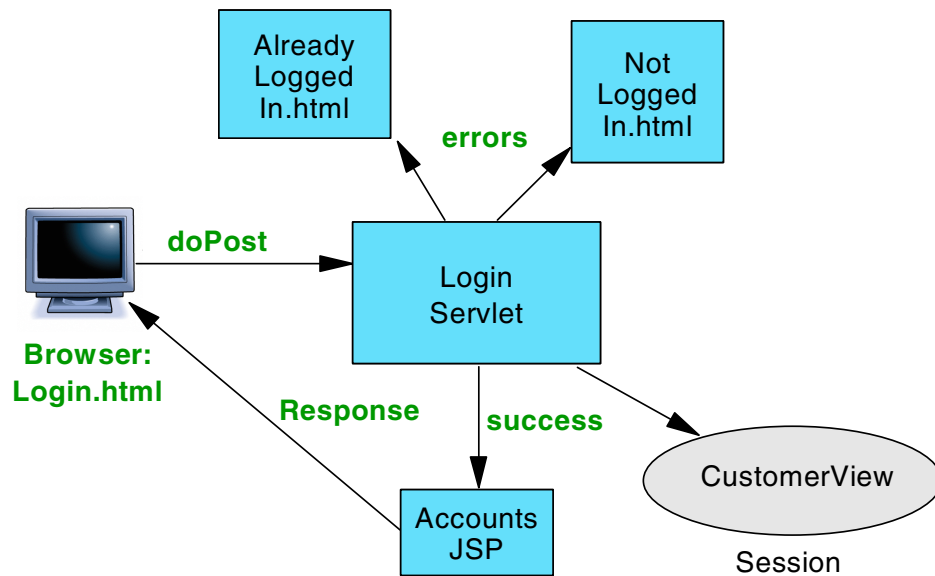 Already
Logged
In.html
Not
Logged
In.html
errors
doPost
Login
Servlet
Browser:
Login.html
Response
success
CustomerView
Accounts
JSP
Session